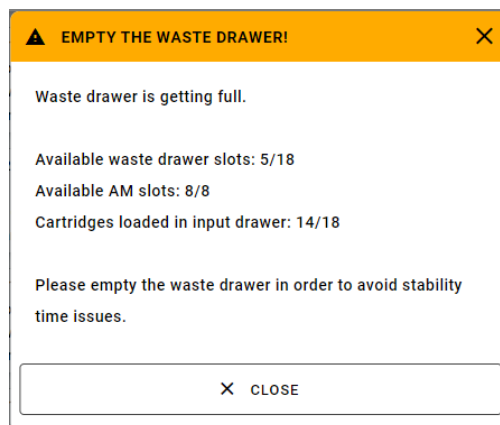 EMPTY THE WASTE DRAWER!
Waste drawer is getting full.
Available waste drawer slots: 5/18
Available AM slots: 8/8
Cartridges loaded in input drawer: 14/18
Please empty the waste drawer in order to avoid stability
time issues.
CLOSE